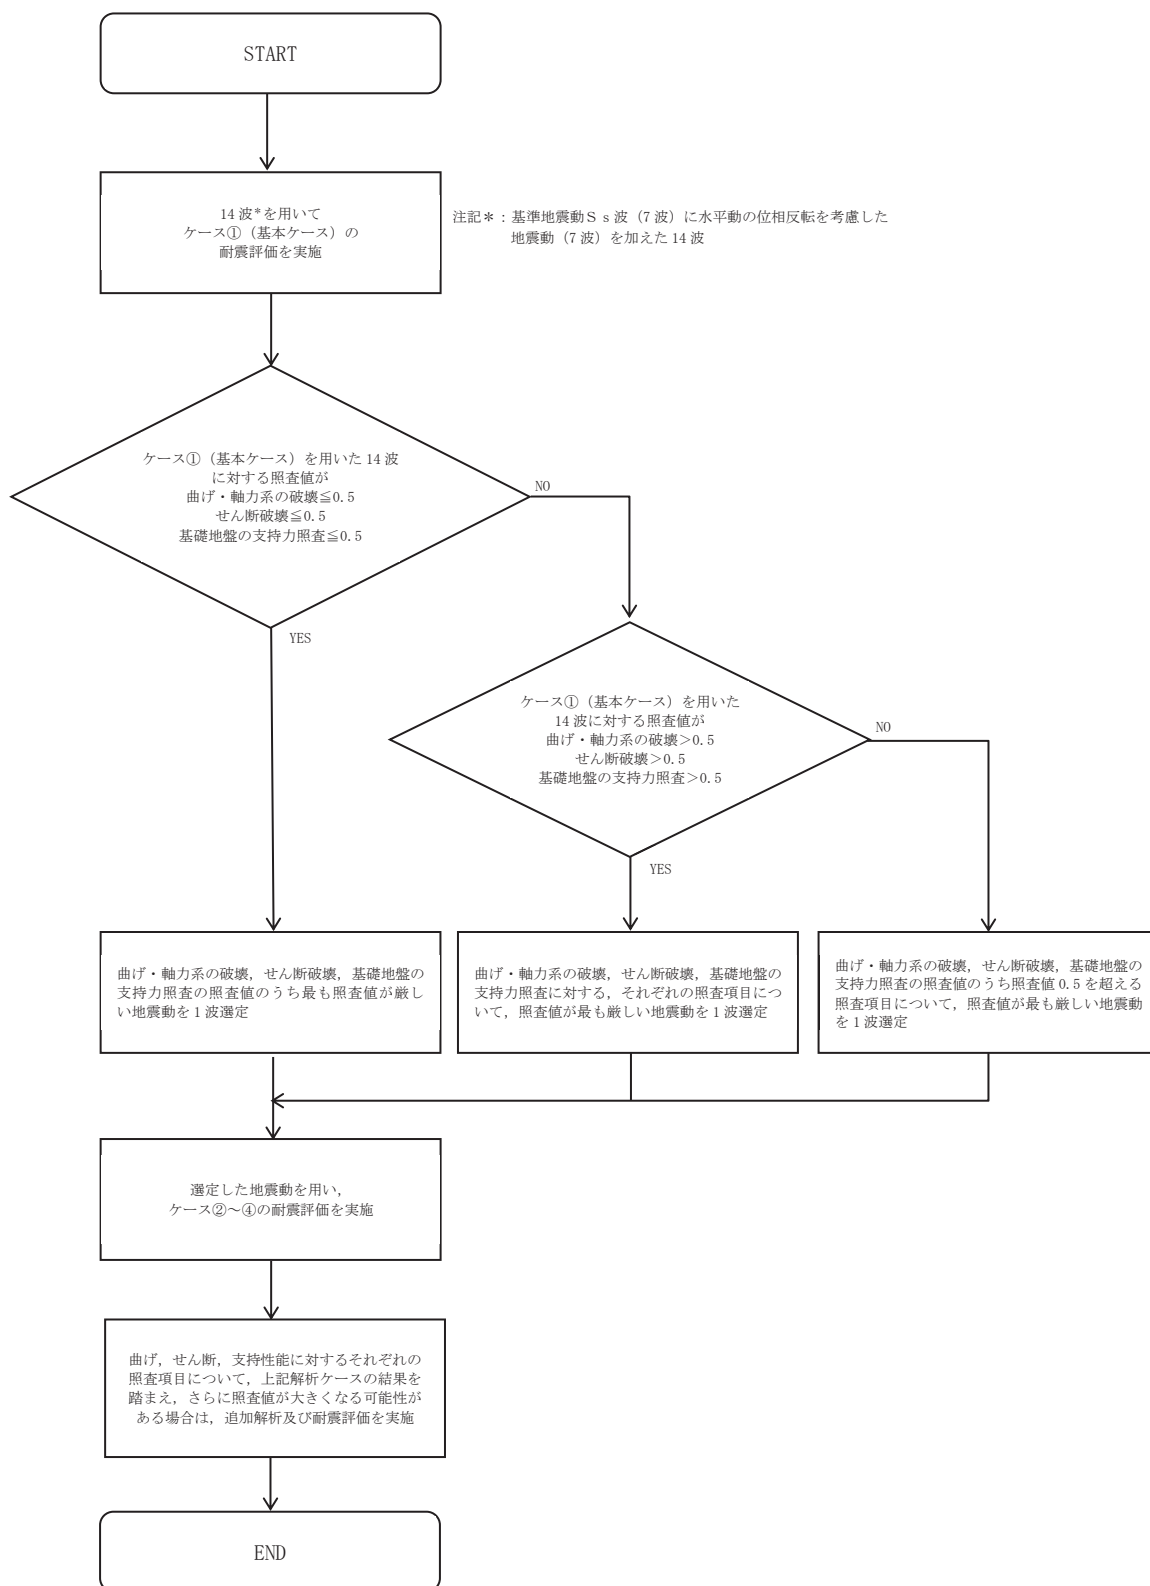 START
14波*を用いて
ケース①(基本ケース)の
耐震評価を実施
注記＊:基準地震動Ｓｓ波(7波)に水平動の位相反転を考慮した
地震動(7波)を加えた14波
ケース①(基本ケース)を用いた14波
に対する照査値が
曲げ・軸力系の破壊≦0.5
せん断破壊≦0.5
基礎地盤の支持力照査≦0.5
NO
YES
ケース①(基本ケース)を用いた
14波に対する照査値が
曲げ・軸力系の破壊＞0.5
せん断破壊＞0.5
基礎地盤の支持力照査＞0.5
NO
YES
曲げ・軸力系の破壊，せん断破壊，基礎地盤の
支持力照査の照査値のうち最も照査値が厳し
い地震動を1波選定
曲げ・軸力系の破壊，せん断破壊，基礎地盤の
支持力照査に対する，それぞれの照査項目につ
いて，照査値が最も厳しい地震動を1波選定
曲げ・軸力系の破壊，せん断破壊，基礎地盤の
支持力照査の照査値のうち照査値0.5を超える
照査項目について，照査値が最も厳しい地震動
を1波選定
選定した地震動を用い，
ケース②～④の耐震評価を実施
曲げ，せん断，支持性能に対するそれぞれの
照査項目について，上記解析ケースの結果を
踏まえ，さらに照査値が大きくなる可能性が
ある場合は，追加解析及び耐震評価を実施
END